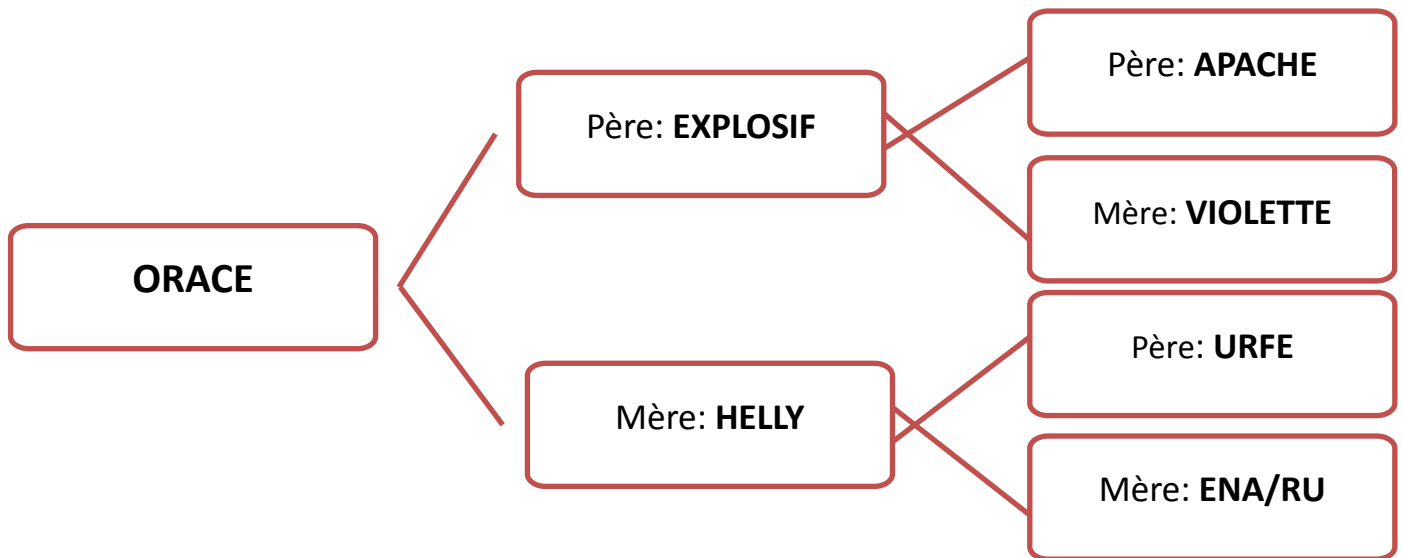 Père: APACHE
Père: EXPLOSIF
Mère: VIOLETTE
ORACE
Père: URFE
Mère: HELLY
Mère: ENA/RU